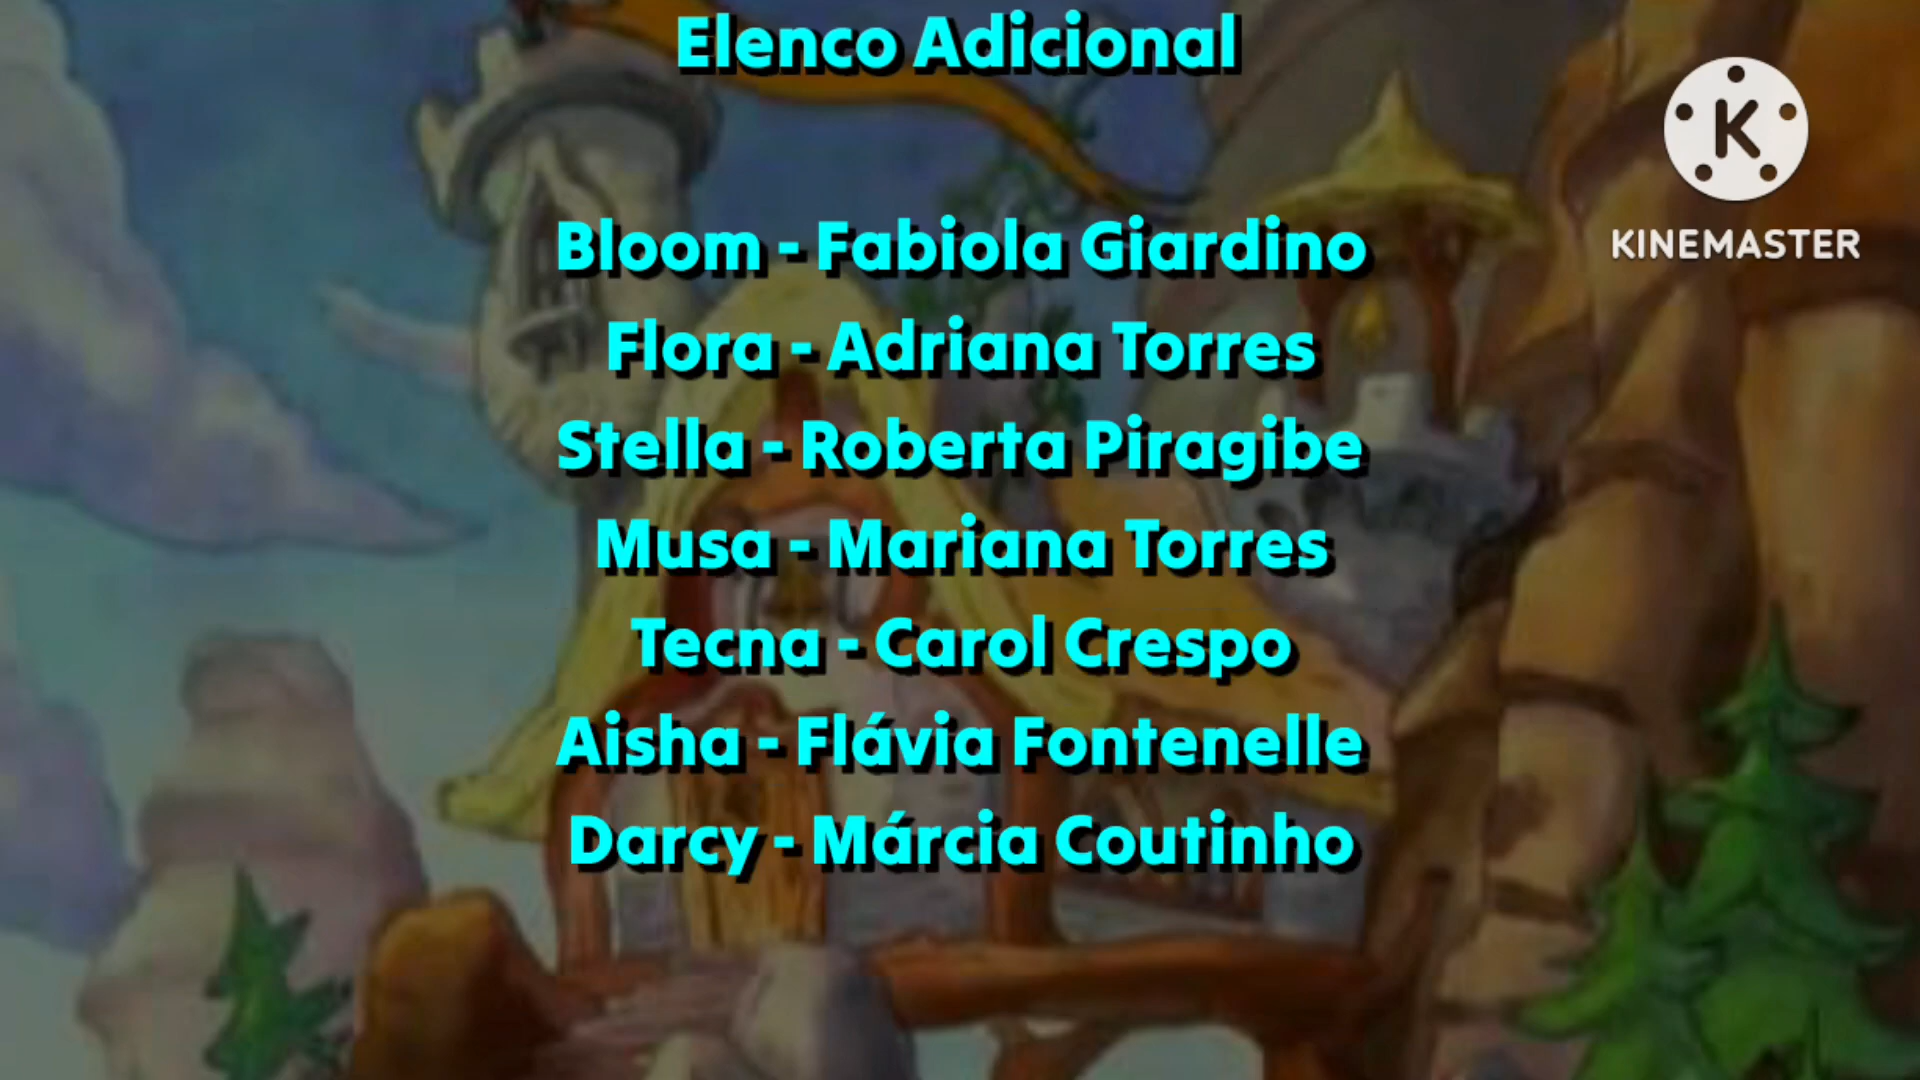 Elenco Adicional
Bloom - Fabiola Giardino
Flora - Adriana Torres
Stella - Roberta Piragibe
Musa - Mariana Torres
Tecna - Carol Crespo
Aisha - Flávia Fontenelle
Darcy - Márcia Coutinho
K
KINEMASTER